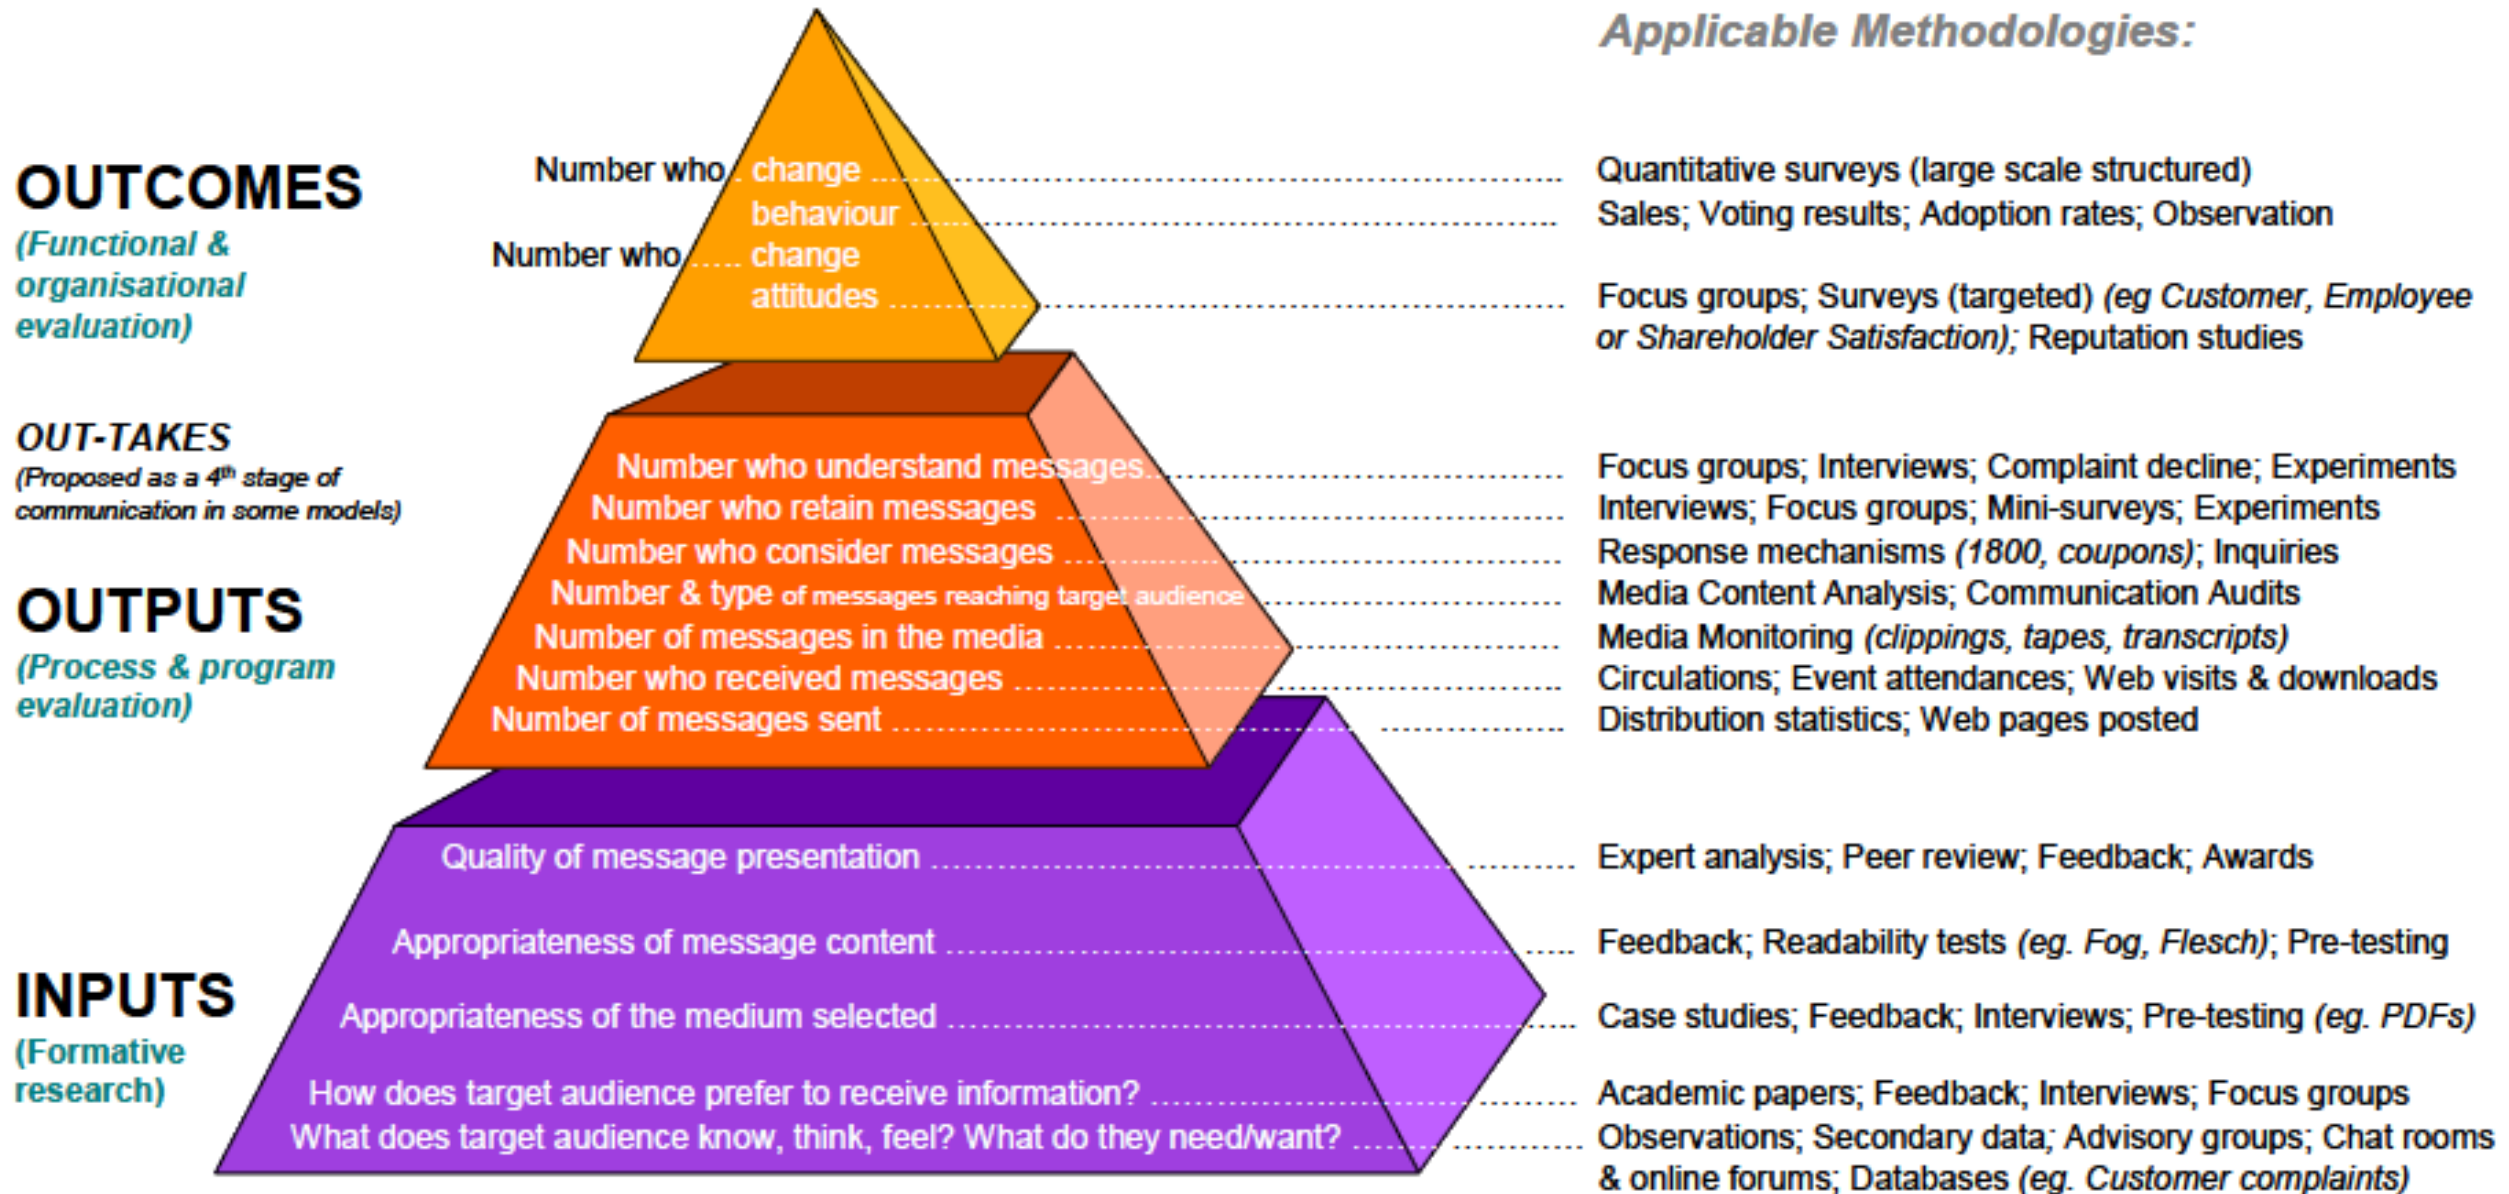 Applicable Methodologies:
OUTCOMES
(Functional &
organisational
evaluation)
Number who change Quantitative surveys (large scale structured)
behaviour Sales; Voting results; Adoption rates; Observation
Number who change
attitudes Focus groups; Surveys (targeted) (eg Customer, Employee
or Shareholder Satisfaction); Reputation studies
OUT-TAKES
(Proposed as a 4th stage of
communication in some models)
Number who understand messages Focus groups; Interviews; Complaint decline; Experiments
Number who retain messages Interviews; Focus groups; Mini-surveys; Experiments
Number who consider messages Response mechanisms (1800, coupons); Inquiries
OUTPUTS
(Process & program
evaluation)
Number & type of messages reaching target audience Media Content Analysis; Communication Audits
Number of messages in the media Media Monitoring (clippings, tapes, transcripts)
Number who received messages Circulations; Event attendances; Web visits & downloads
Number of messages sent Distribution statistics; Web pages posted
INPUTS
(Formative
research)
Quality of message presentation Expert analysis; Peer review; Feedback; Awards
Appropriateness of message content Feedback; Readability tests (eg. Fog, Flesch); Pre-testing
Appropriateness of the medium selected Case studies; Feedback; Interviews; Pre-testing (eg. PDFs)
How does target audience prefer to receive information? Academic papers; Feedback; Interviews; Focus groups
What does target audience know, think, feel? What do they need/want? Observations; Secondary data; Advisory groups; Chat rooms
& online forums; Databases (eg. Customer complaints)